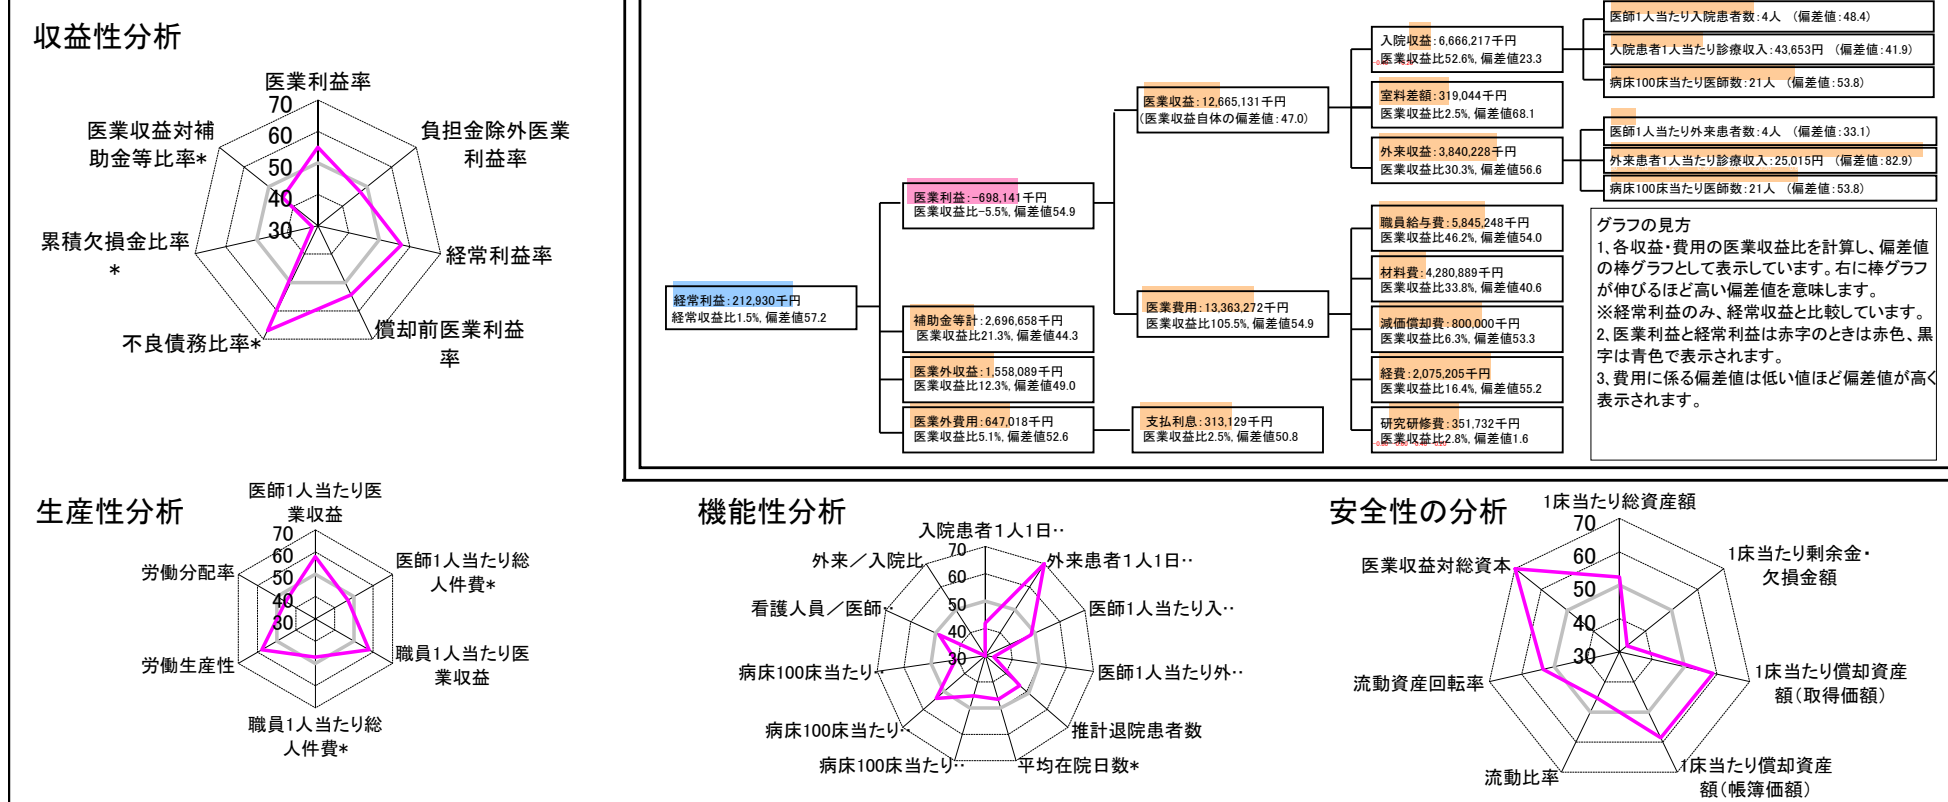 収益性分析
医業利益率
負担金除外医業
利益率
経常利益率
償却前医業利益
率
不良債務比率*
累積欠損金比率
*
医業収益対補
助金等比率*
70
60
50
40
30
経常利益:212,930千円
経常収益比1.5%, 偏差値57.2
医業利益:-698,141千円
医業収益比-5.5%, 偏差値54.9
補助金等計:2,696,658千円
医業収益比21.3%, 偏差値44.3
医業外収益:1,558,089千円
医業収益比12.3%, 偏差値49.0
医業外費用:647,018千円
医業収益比5.1%, 偏差値52.6
医業収益:12,665,131千円
(医業収益自体の偏差値:47.0)
医業費用:13,363,272千円
医業収益比105.5%, 偏差値54.9
支払利息:313,129千円
医業収益比2.5%, 偏差値50.8
入院収益:6,666,217千円
医業収益比52.6%, 偏差値23.3
室料差額:319,044千円
医業収益比2.5%, 偏差値68.1
外来収益:3,840,228千円
医業収益比30.3%, 偏差値56.6
職員給与費:5,845,248千円
医業収益比46.2%, 偏差値54.0
材料費:4,280,889千円
医業収益比33.8%, 偏差値40.6
減価償却費:800,000千円
医業収益比6.3%, 偏差値53.3
経費:2,075,205千円
医業収益比16.4%, 偏差値55.2
研究研修費:351,732千円
医業収益比2.8%, 偏差値1.6
医師1人当たり入院患者数:4人 (偏差値:48.4)
入院患者1人当たり診療収入:43,653円 (偏差値:41.9)
病床100床当たり医師数:21人 (偏差値:53.8)
医師1人当たり外来患者数:4人 (偏差値:33.1)
外来患者1人当たり診療収入:25,015円 (偏差値:82.9)
病床100床当たり医師数:21人 (偏差値:53.8)
グラフの見方
1、各収益・費用の医業収益比を計算し、偏差値
の棒グラフとして表示しています。右に棒グラフ
が伸びるほど高い偏差値を意味します。
※経常利益のみ、経常収益と比較しています。
2、医業利益と経常利益は赤字のときは赤色、黒
字は青色で表示されます。
3、費用に係る偏差値は低い値ほど偏差値が高く
表示されます。
生産性分析
医師1人当たり医
業収益
医師1人当たり総
人件費*
職員1人当たり医
業収益
職員1人当たり総
人件費*
労働生産性
労働分配率
70
60
50
40
30
機能性分析
入院患者1人1日‥
外来患者1人1日‥
医師1人当たり入‥
医師1人当たり外‥
推計退院患者数
平均在院日数*
病床100床当たり‥
病床100床当たり‥
病床100床当たり‥
看護人員/医師‥
外来/入院比
70
60
50
40
30
安全性の分析
1床当たり総資産額
1床当たり剰余金・
欠損金額
1床当たり償却資産
額(取得価額)
1床当たり償却資産
額(帳簿価額)
流動比率
流動資産回転率
医業収益対総資本
70
60
50
40
30